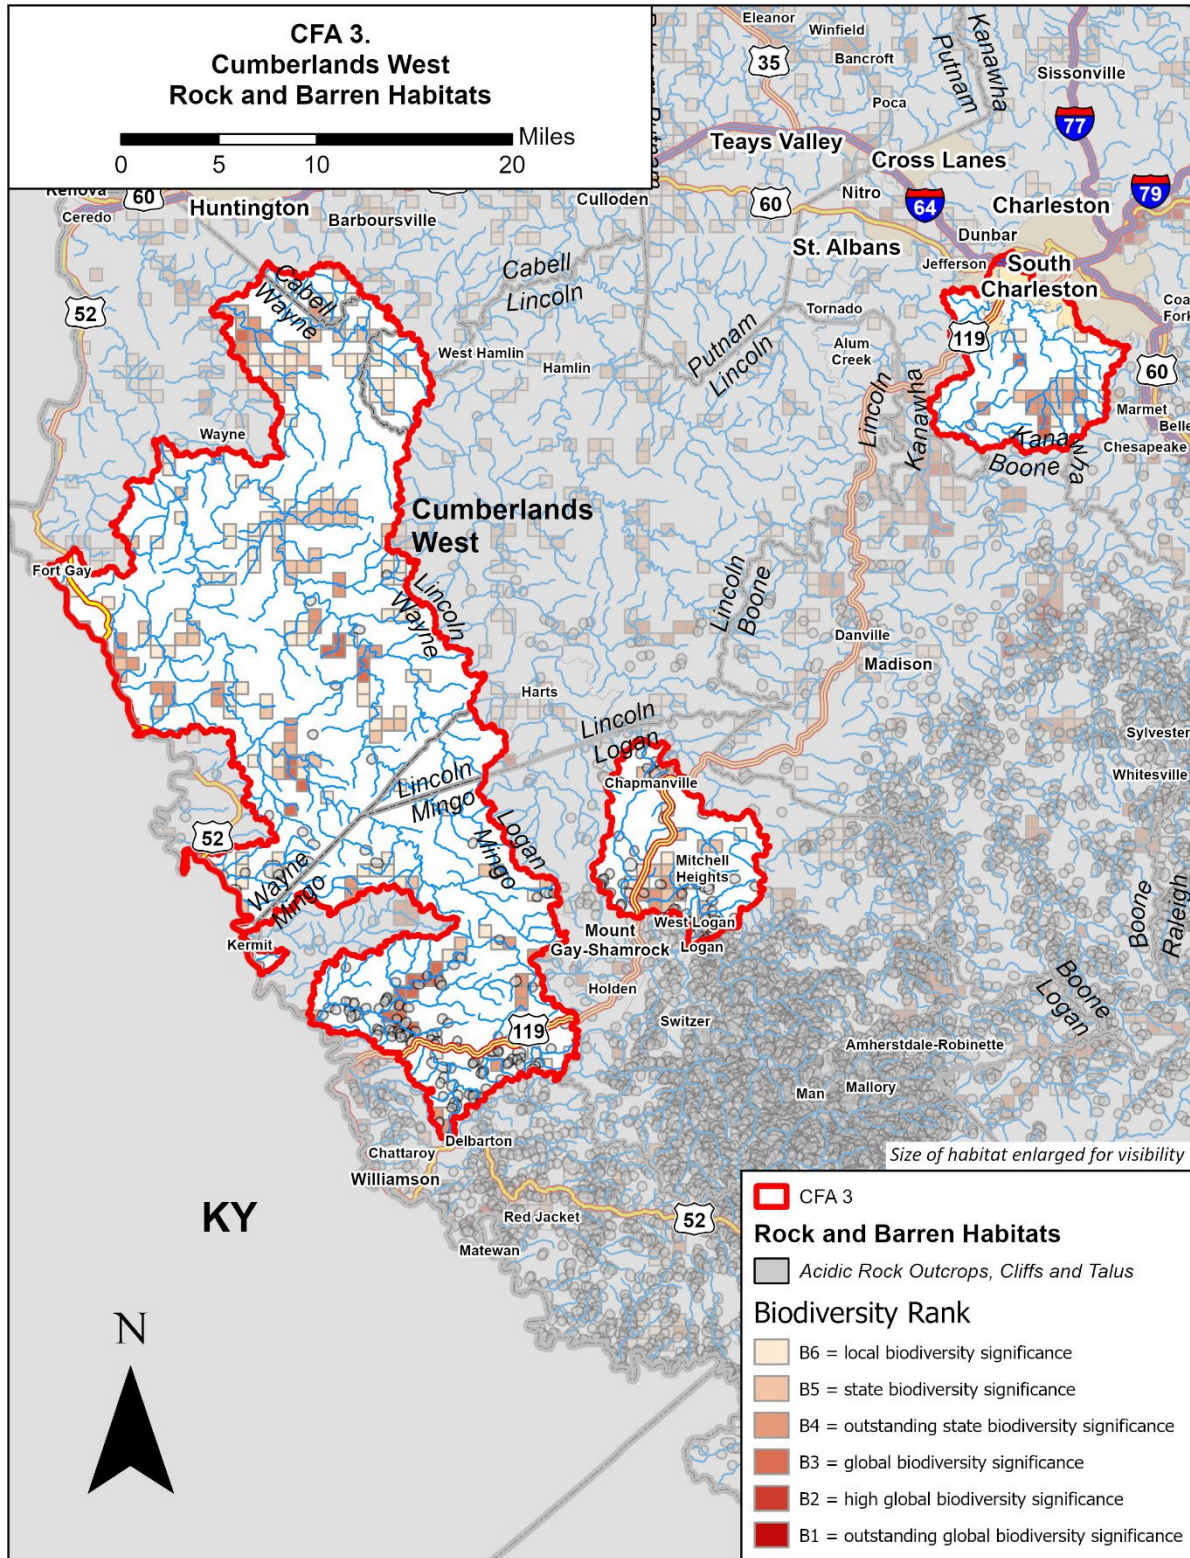 CFA 3.
Cumberlands West
Rock and Barren Habitats
Miles
0 5 10 20
Eleanor
Winfield
Bancroft
35
Kanawha
Putnam
Sissonville
Poca
77
Teays Valley
Cross Lanes
60
Ceredo
Huntington
Barboursville
Culloden
60
Nitro
64
Charleston
79
Dunbar
St. Albans
Jefferson
South
Charleston
Cabell
Lincoln
Cabell
Wayne
52
Tornado
Putnam
Lincoln
119
Alum
Creek
West Hamlin
Hamlin
60
Lincoln
Kanawha
Marmet
Belle
Chesapeake
Kanawha
Boone
Wayne
Cumberlands
West
Fort Gay
Lincoln
Wayne
Lincoln
Boone
Danville
Madison
Harts
Lincoln
Logan
Sylvester
Whitesville
Chapmanville
Lincoln
Mingo
52
Logan
Mingo
Mitchell
Heights
Wayne
Mingo
Boone
Raleigh
West Logan
Logan
Mount
Gay-Shamrock
Kermit
Holden
Boone
Logan
119
Switzer
Amherstdale-Robinette
Man
Mallory
Delbarton
Chattaroy
Williamson
Size of habitat enlarged for visibility
KY
Red Jacket
52
Matewan
N
CFA 3
Rock and Barren Habitats
Acidic Rock Outcrops, Cliffs and Talus
Biodiversity Rank
B6 = local biodiversity significance
B5 = state biodiversity significance
B4 = outstanding state biodiversity significance
B3 = global biodiversity significance
B2 = high global biodiversity significance
B1 = outstanding global biodiversity significance